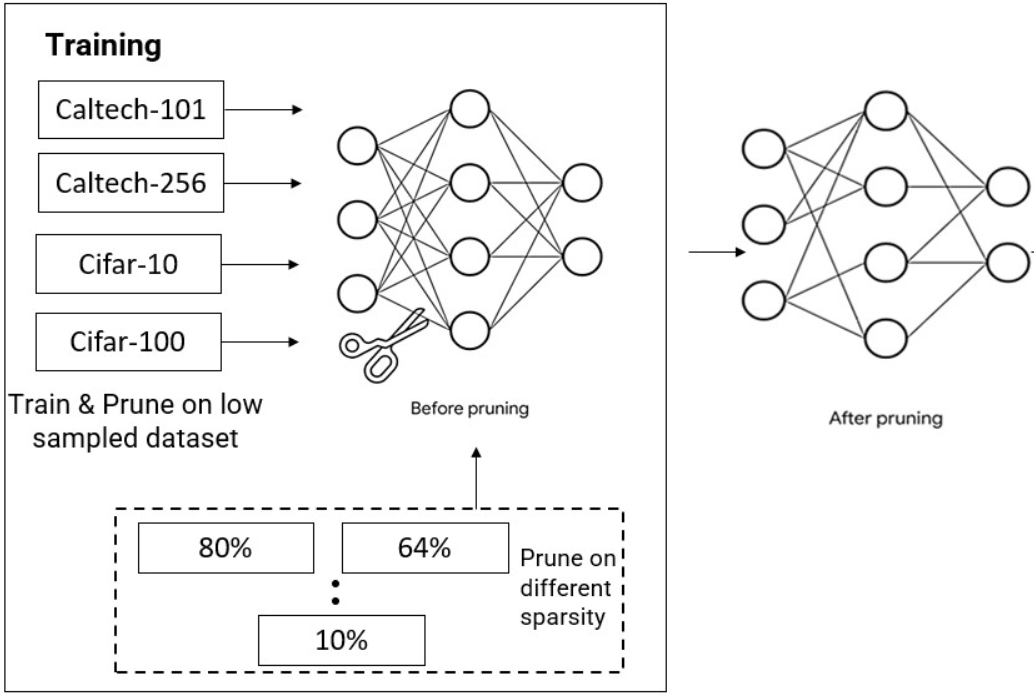 Training
Caltech-101
Caltech-256
Cifar-10
Cifar-100
Train & Prune on low
sampled dataset
Before pruning
After pruning
80%
64%
Prune on
different
sparsity
10%